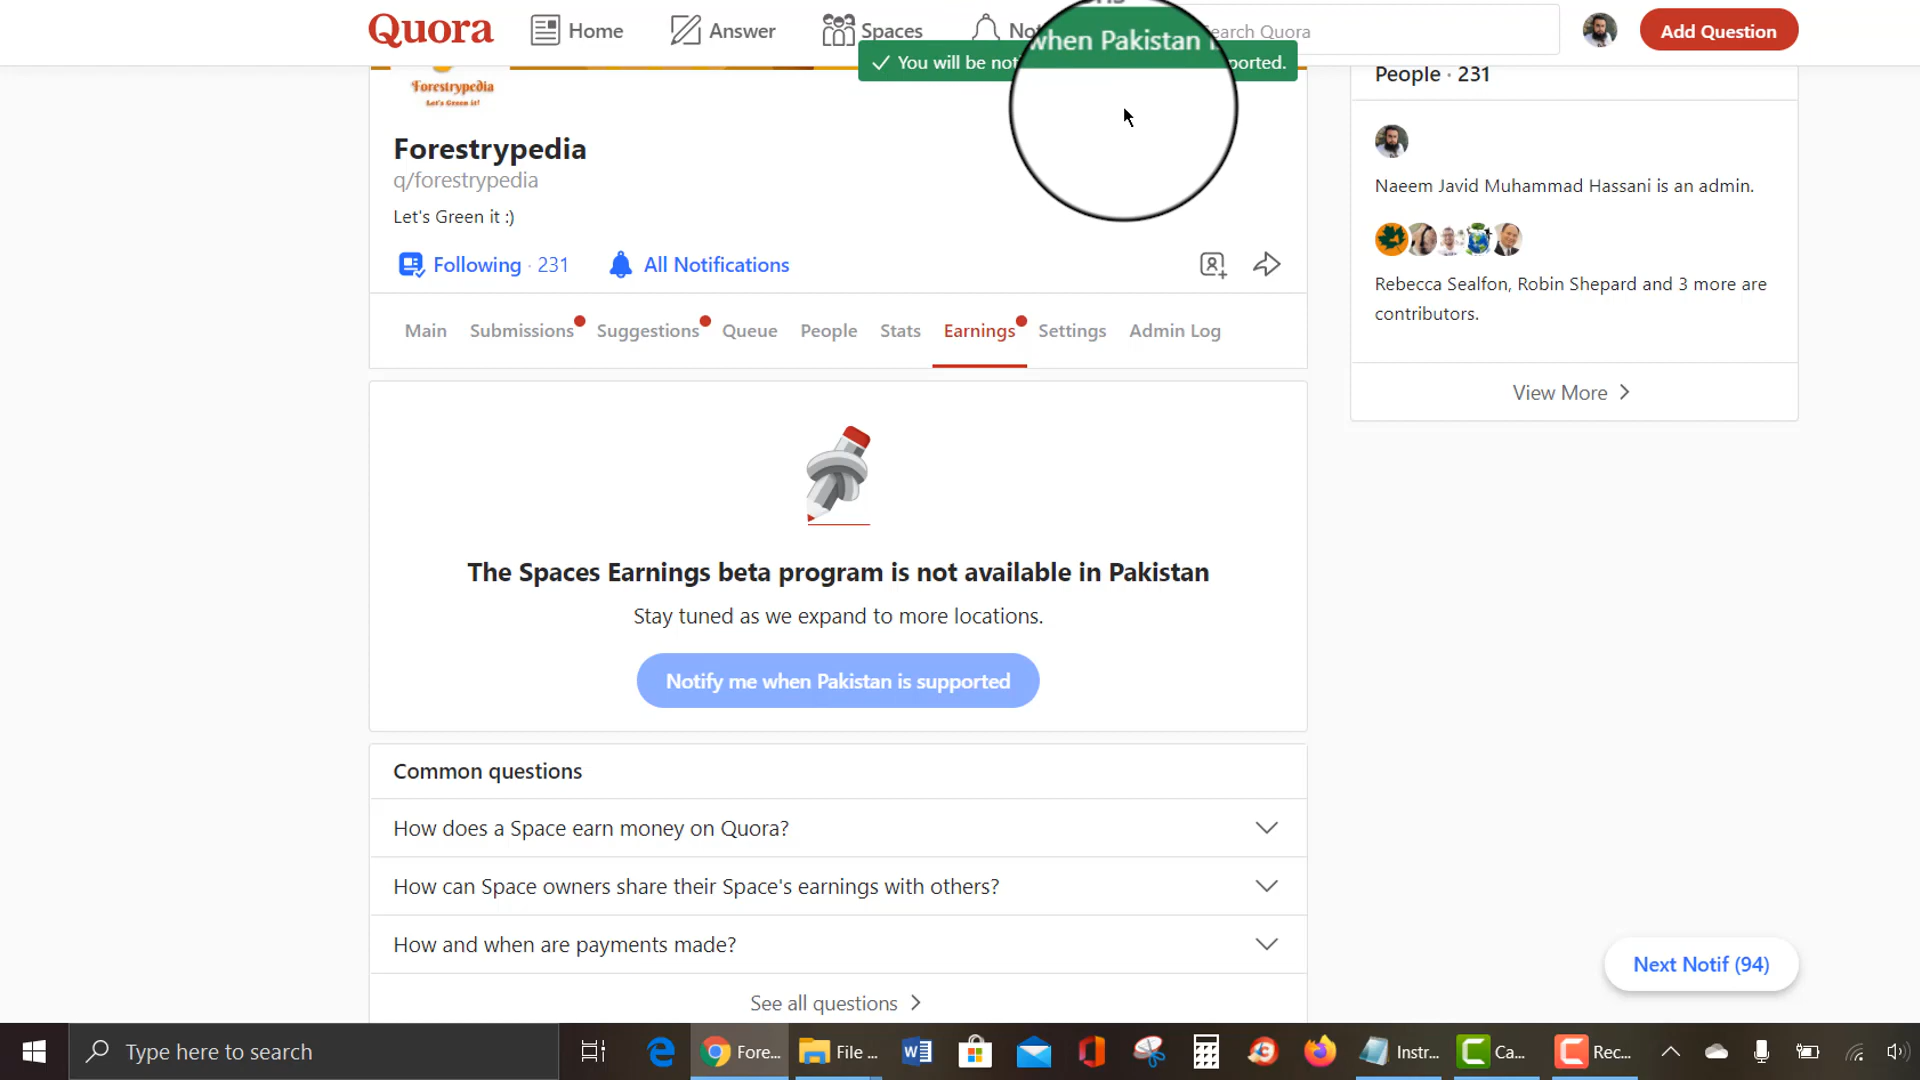 Quora
Home
Answer
Spaces
when Pakistan
Search Quora
Add Question
You will be not
ported.
Forestrypedia
Let's Green it!
Forestrypedia
q/forestrypedia
Let's Green it :)
Following · 231
All Notifications
Main
Submissions
Suggestions
Queue
People
Stats
Earnings
Settings
Admin Log
The Spaces Earnings beta program is not available in Pakistan
Stay tuned as we expand to more locations.
Notify me when Pakistan is supported
Common questions
How does a Space earn money on Quora?
How can Space owners share their Space's earnings with others?
How and when are payments made?
See all questions
People · 231
Naeem Javid Muhammad Hassani is an admin.
Rebecca Sealfon, Robin Shepard and 3 more are
contributors.
View More
Next Notif (94)
Type here to search
Fore...
File ...
Instr...
Ca...
Rec...